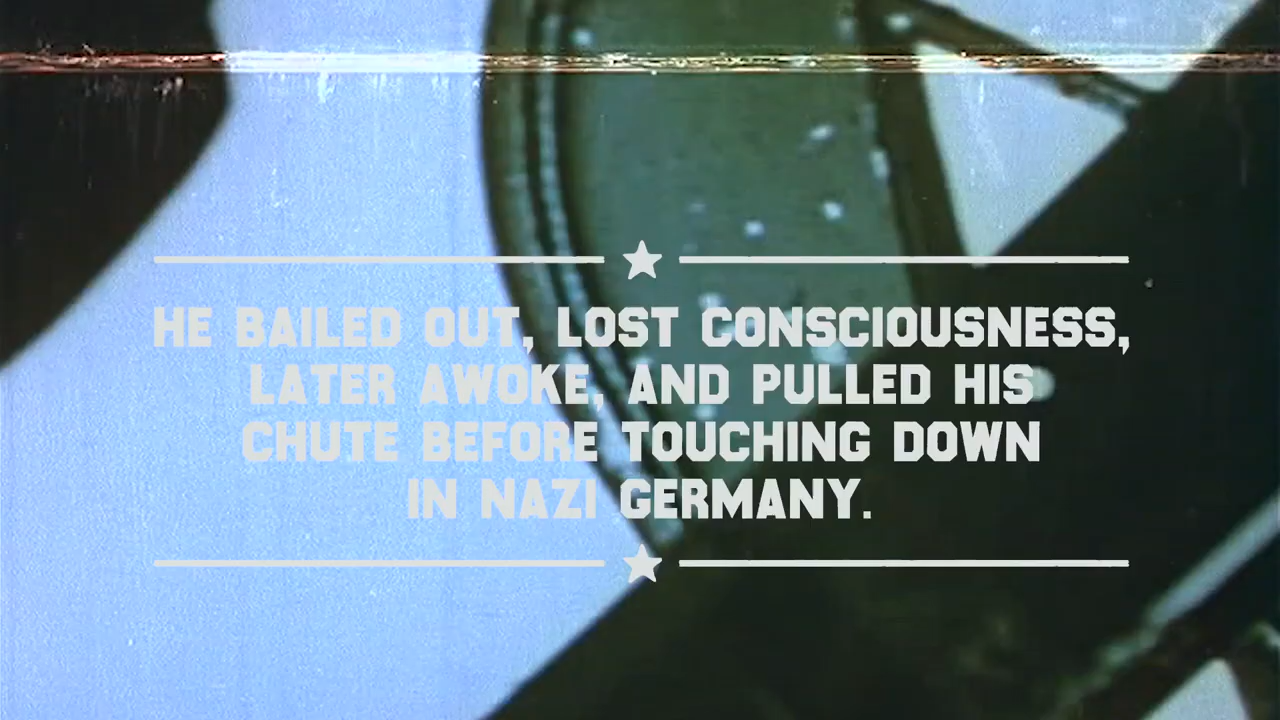 HE BAILED OUT, LOST CONSCIOUSNESS,
LATER AWOKE, AND PULLED HIS
CHUTE BEFORE TOUCHING DOWN
IN NAZI GERMANY.